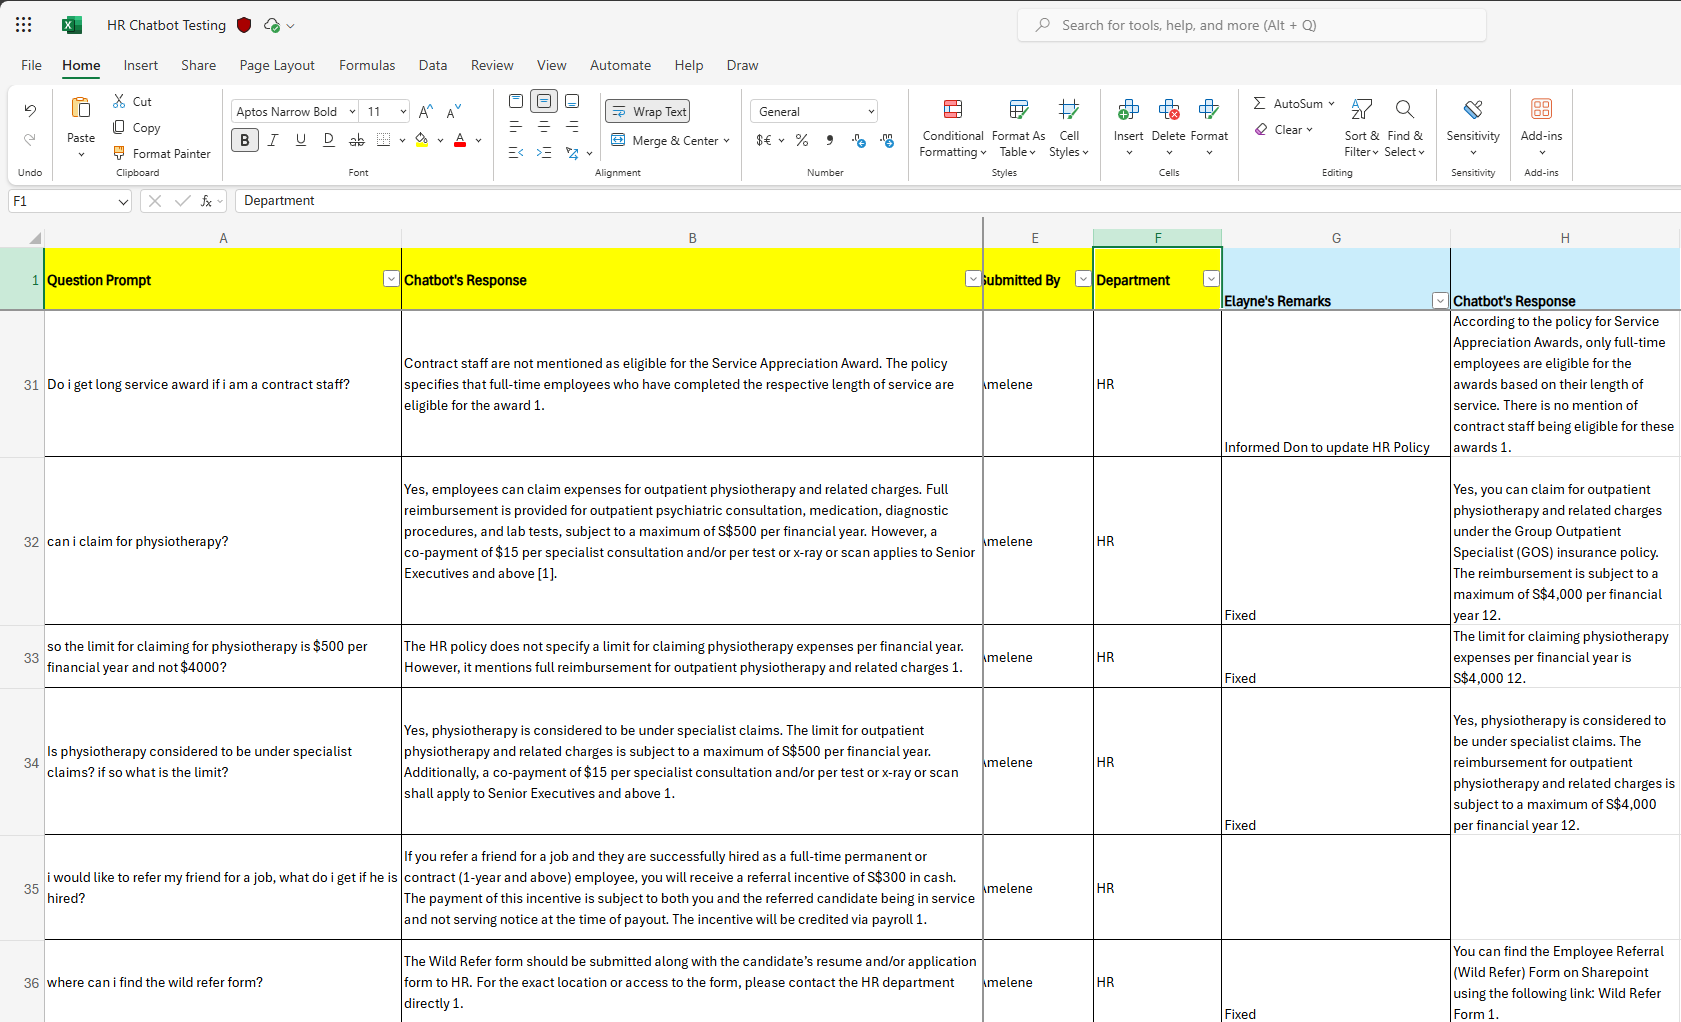 HR Chatbot Testing
Search for tools, help, and more (Alt + Q)
File Home Insert Share Page Layout Formulas Data Review View Automate Help Draw
Paste
Cut
Copy
Format Painter
Aptos Narrow Bold 11 A^ A˅
B I U D ab A
Wrap Text
Merge & Center
General
$€ % 9
Conditional Formatting
Format As Table
Cell Styles
Insert Delete Format
AutoSum
Clear
Sort & Filter
Find & Select
Sensitivity
Add-ins
Undo Clipboard Font Alignment Number Styles Cells Editing Sensitivity Add-ins
F1 fx Department
A B E F G H
1 Question Prompt Chatbot's Response Submitted By Department Elayne's Remarks Chatbot's Response
31 Do i get long service award if i am a contract staff?
Contract staff are not mentioned as eligible for the Service Appreciation Award. The policy
specifies that full-time employees who have completed the respective length of service are
eligible for the award 1.
Amelene
HR
Informed Don to update HR Policy
According to the policy for Service
Appreciation Awards, only full-time
employees are eligible for the
awards based on their length of
service. There is no mention of
contract staff being eligible for these
awards 1.
32 can i claim for physiotherapy?
Yes, employees can claim expenses for outpatient physiotherapy and related charges. Full
reimbursement is provided for outpatient psychiatric consultation, medication, diagnostic
procedures, and lab tests, subject to a maximum of S$500 per financial year. However, a
co-payment of $15 per specialist consultation and/or per test or x-ray or scan applies to Senior
Executives and above [1].
Amelene
HR
Fixed
Yes, you can claim for outpatient
physiotherapy and related charges
under the Group Outpatient
Specialist (GOS) insurance policy.
The reimbursement is subject to a
maximum of S$4,000 per financial
year 12.
33 so the limit for claiming for physiotherapy is $500 per
financial year and not $4000?
The HR policy does not specify a limit for claiming physiotherapy expenses per financial year.
However, it mentions full reimbursement for outpatient physiotherapy and related charges 1.
Amelene
HR
Fixed
The limit for claiming physiotherapy
expenses per financial year is
S$4,000 12.
34 Is physiotherapy considered to be under specialist
claims? if so what is the limit?
Yes, physiotherapy is considered to be under specialist claims. The limit for outpatient
physiotherapy and related charges is subject to a maximum of S$500 per financial year.
Additionally, a co-payment of $15 per specialist consultation and/or per test or x-ray or scan
shall apply to Senior Executives and above 1.
Amelene
HR
Fixed
Yes, physiotherapy is considered to
be under specialist claims. The
reimbursement for outpatient
physiotherapy and related charges is
subject to a maximum of S$4,000
per financial year 12.
35 i would like to refer my friend for a job, what do i get if he is
hired?
If you refer a friend for a job and they are successfully hired as a full-time permanent or
contract (1-year and above) employee, you will receive a referral incentive of S$300 in cash.
The payment of this incentive is subject to both you and the referred candidate being in service
and not serving notice at the time of payout. The incentive will be credited via payroll 1.
Amelene
HR
36 where can i find the wild refer form?
The Wild Refer form should be submitted along with the candidate’s resume and/or application
form to HR. For the exact location or access to the form, please contact the HR department
directly 1.
Amelene
HR
Fixed
You can find the Employee Referral
(Wild Refer) Form on Sharepoint
using the following link: Wild Refer
Form 1.